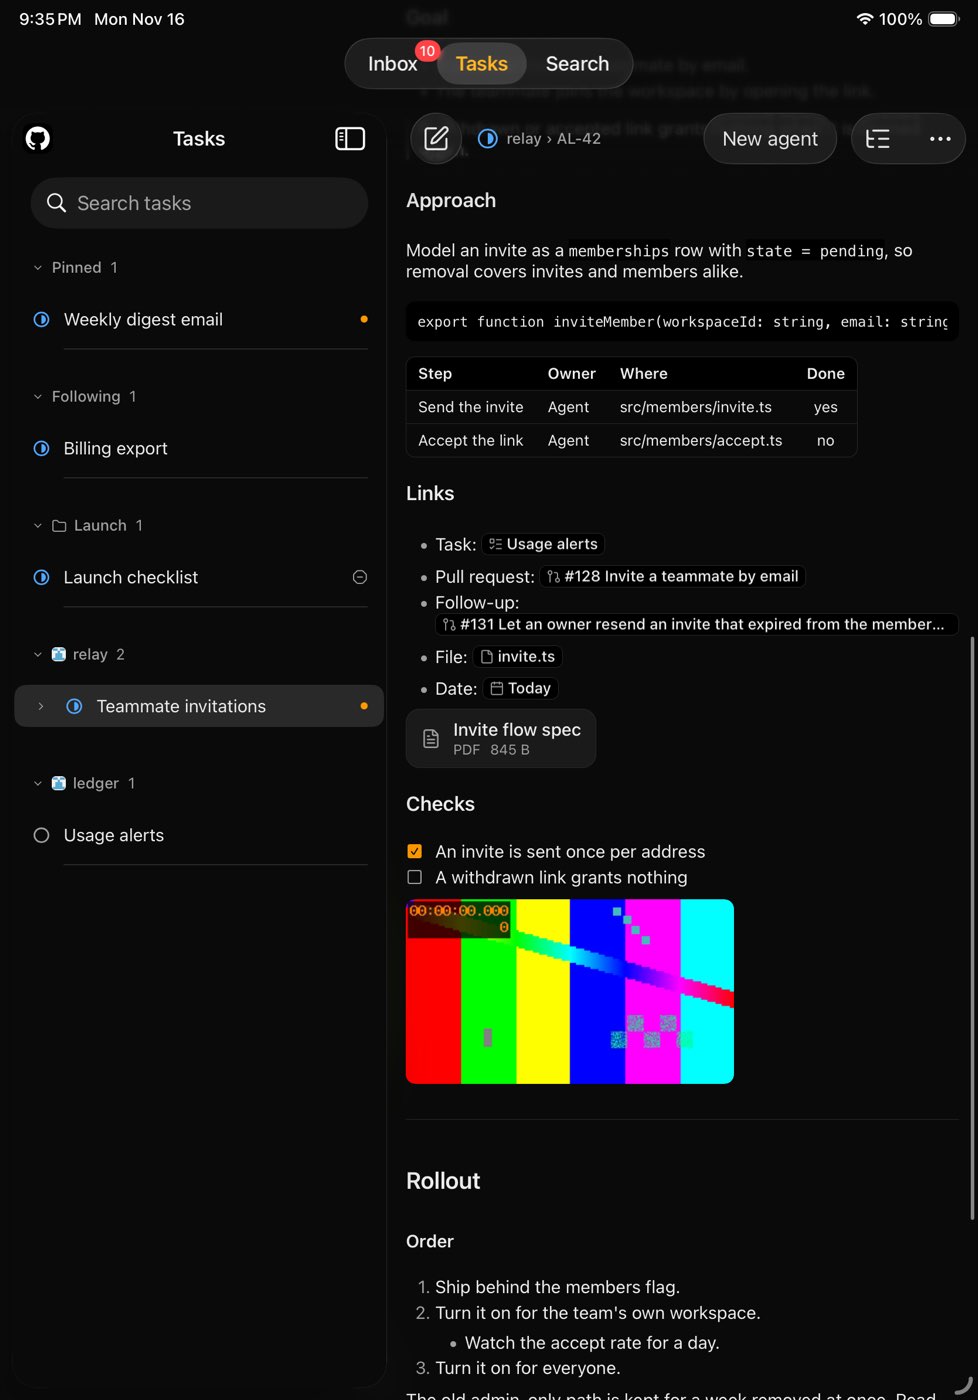 9:35 PM Mon Nov 16
100%
Goal
Inbox
10
Tasks
Search
Tasks
relay › AL-42
New agent
Search tasks
Pinned 1
Weekly digest email
Following 1
Billing export
Launch 1
Launch checklist
relay 2
Teammate invitations
ledger 1
Usage alerts
Approach
Model an invite as a memberships row with state = pending, so
removal covers invites and members alike.
export function inviteMember(workspaceId: string, email: string
Step Owner Where Done
Send the invite Agent src/members/invite.ts yes
Accept the link Agent src/members/accept.ts no
Links
• Task: Usage alerts
• Pull request: #128 Invite a teammate by email
• Follow-up:
#131 Let an owner resend an invite that expired from the member...
• File: invite.ts
• Date: Today
Invite flow spec
PDF 845 B
Checks
An invite is sent once per address
A withdrawn link grants nothing
00:00:00.000
0
Rollout
Order
1. Ship behind the members flag.
2. Turn it on for the team's own workspace.
• Watch the accept rate for a day.
3. Turn it on for everyone.